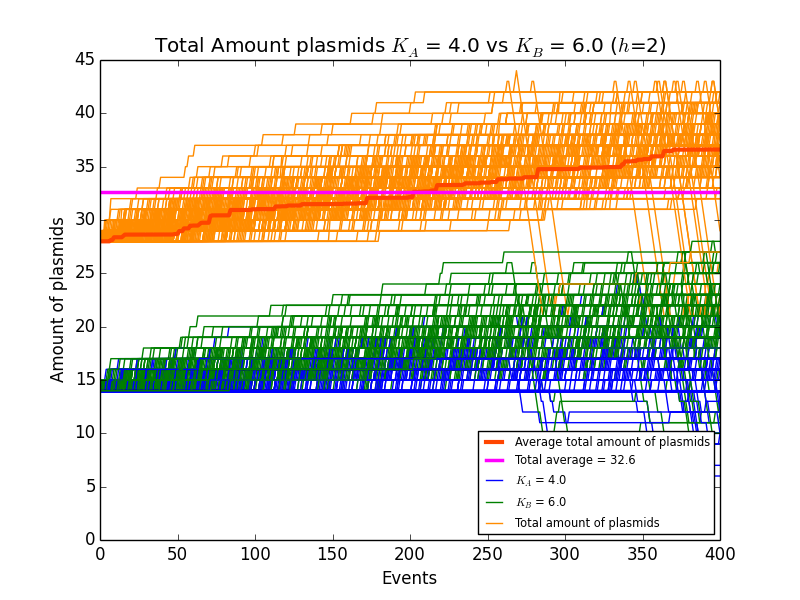 Total Amount plasmids K_A = 4.0 vs K_B = 6.0 (h=2)
45
40
35
30
25
20
15
10
5
0
Amount of plasmids
Average total amount of plasmids
Total average = 32.6
K_A = 4.0
K_B = 6.0
Total amount of plasmids
0 50 100 150 200 250 300 350 400
Events